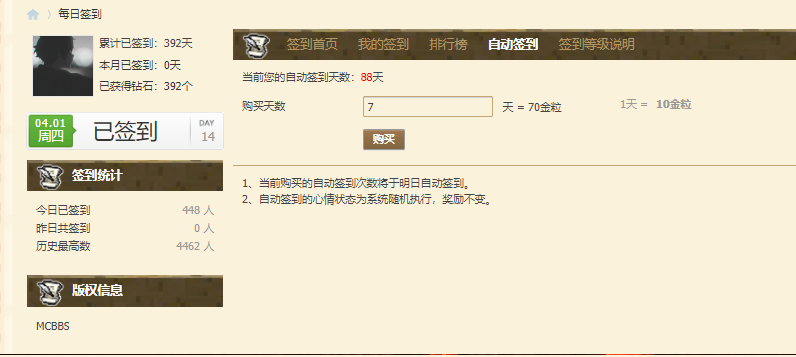 每日签到
累计已签到：392天
本月已签到：0天
已获得钻石：392个
04.01
周四
已签到
DAY
14
签到统计
今日已签到 448 人
昨日共签到 0 人
历史最高数 4462 人
版权信息
MCBBS
签到首页 我的签到 排行榜 自动签到 签到等级说明
当前您的自动签到天数：88天
购买天数 7 天 = 70金粒 1天 = 10金粒
购买
1、当前购买的自动签到次数将于明日自动签到。
2、自动签到的心情状态为系统随机执行，奖励不变。